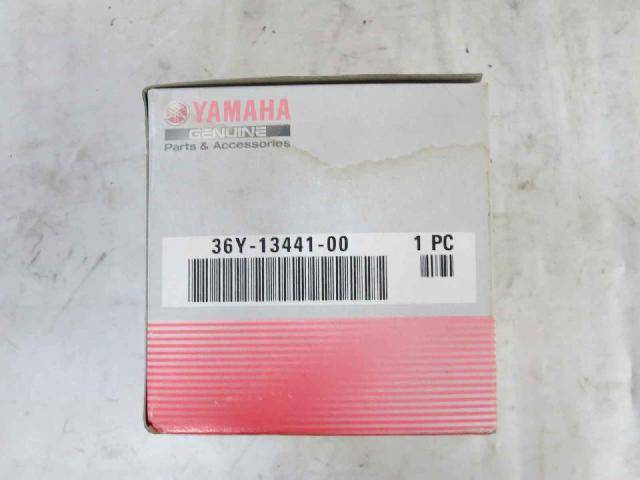 YAMAHA
GENUINE
Parts & Accessories
36Y-13441-00 1 PC